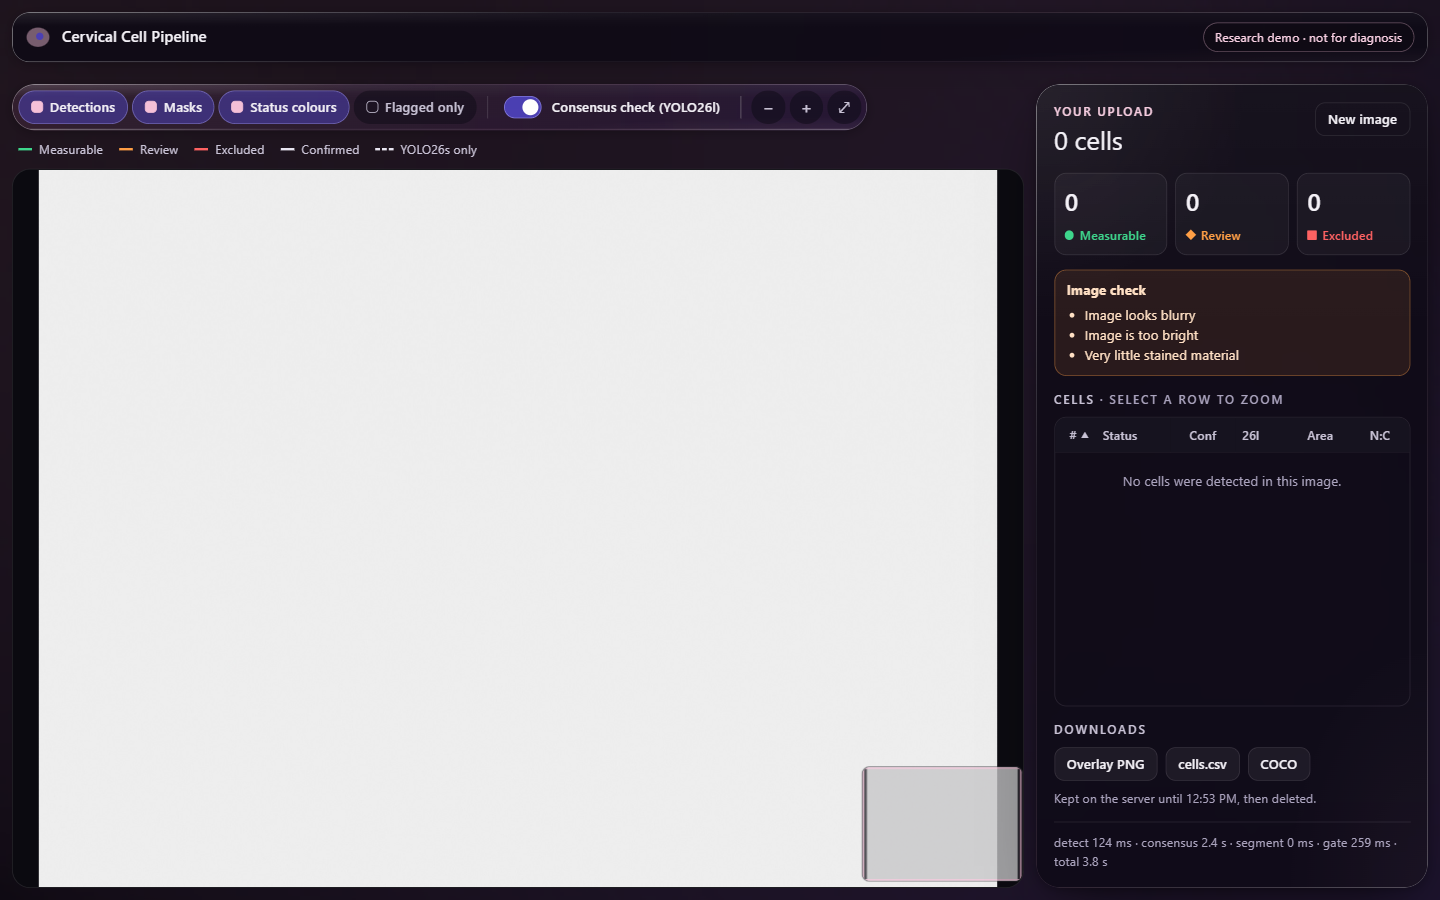 Cervical Cell Pipeline
Research demo · not for diagnosis
Detections
Masks
Status colours
Flagged only
Consensus check (YOLO26l)
−
+
Measurable
Review
Excluded
Confirmed
YOLO26s only
YOUR UPLOAD
0 cells
New image
0
Measurable
0
Review
0
Excluded
Image check
• Image looks blurry
• Image is too bright
• Very little stained material
CELLS · SELECT A ROW TO ZOOM
# ▲ Status Conf 26l Area N:C
No cells were detected in this image.
DOWNLOADS
Overlay PNG
cells.csv
COCO
Kept on the server until 12:53 PM, then deleted.
detect 124 ms · consensus 2.4 s · segment 0 ms · gate 259 ms ·
total 3.8 s